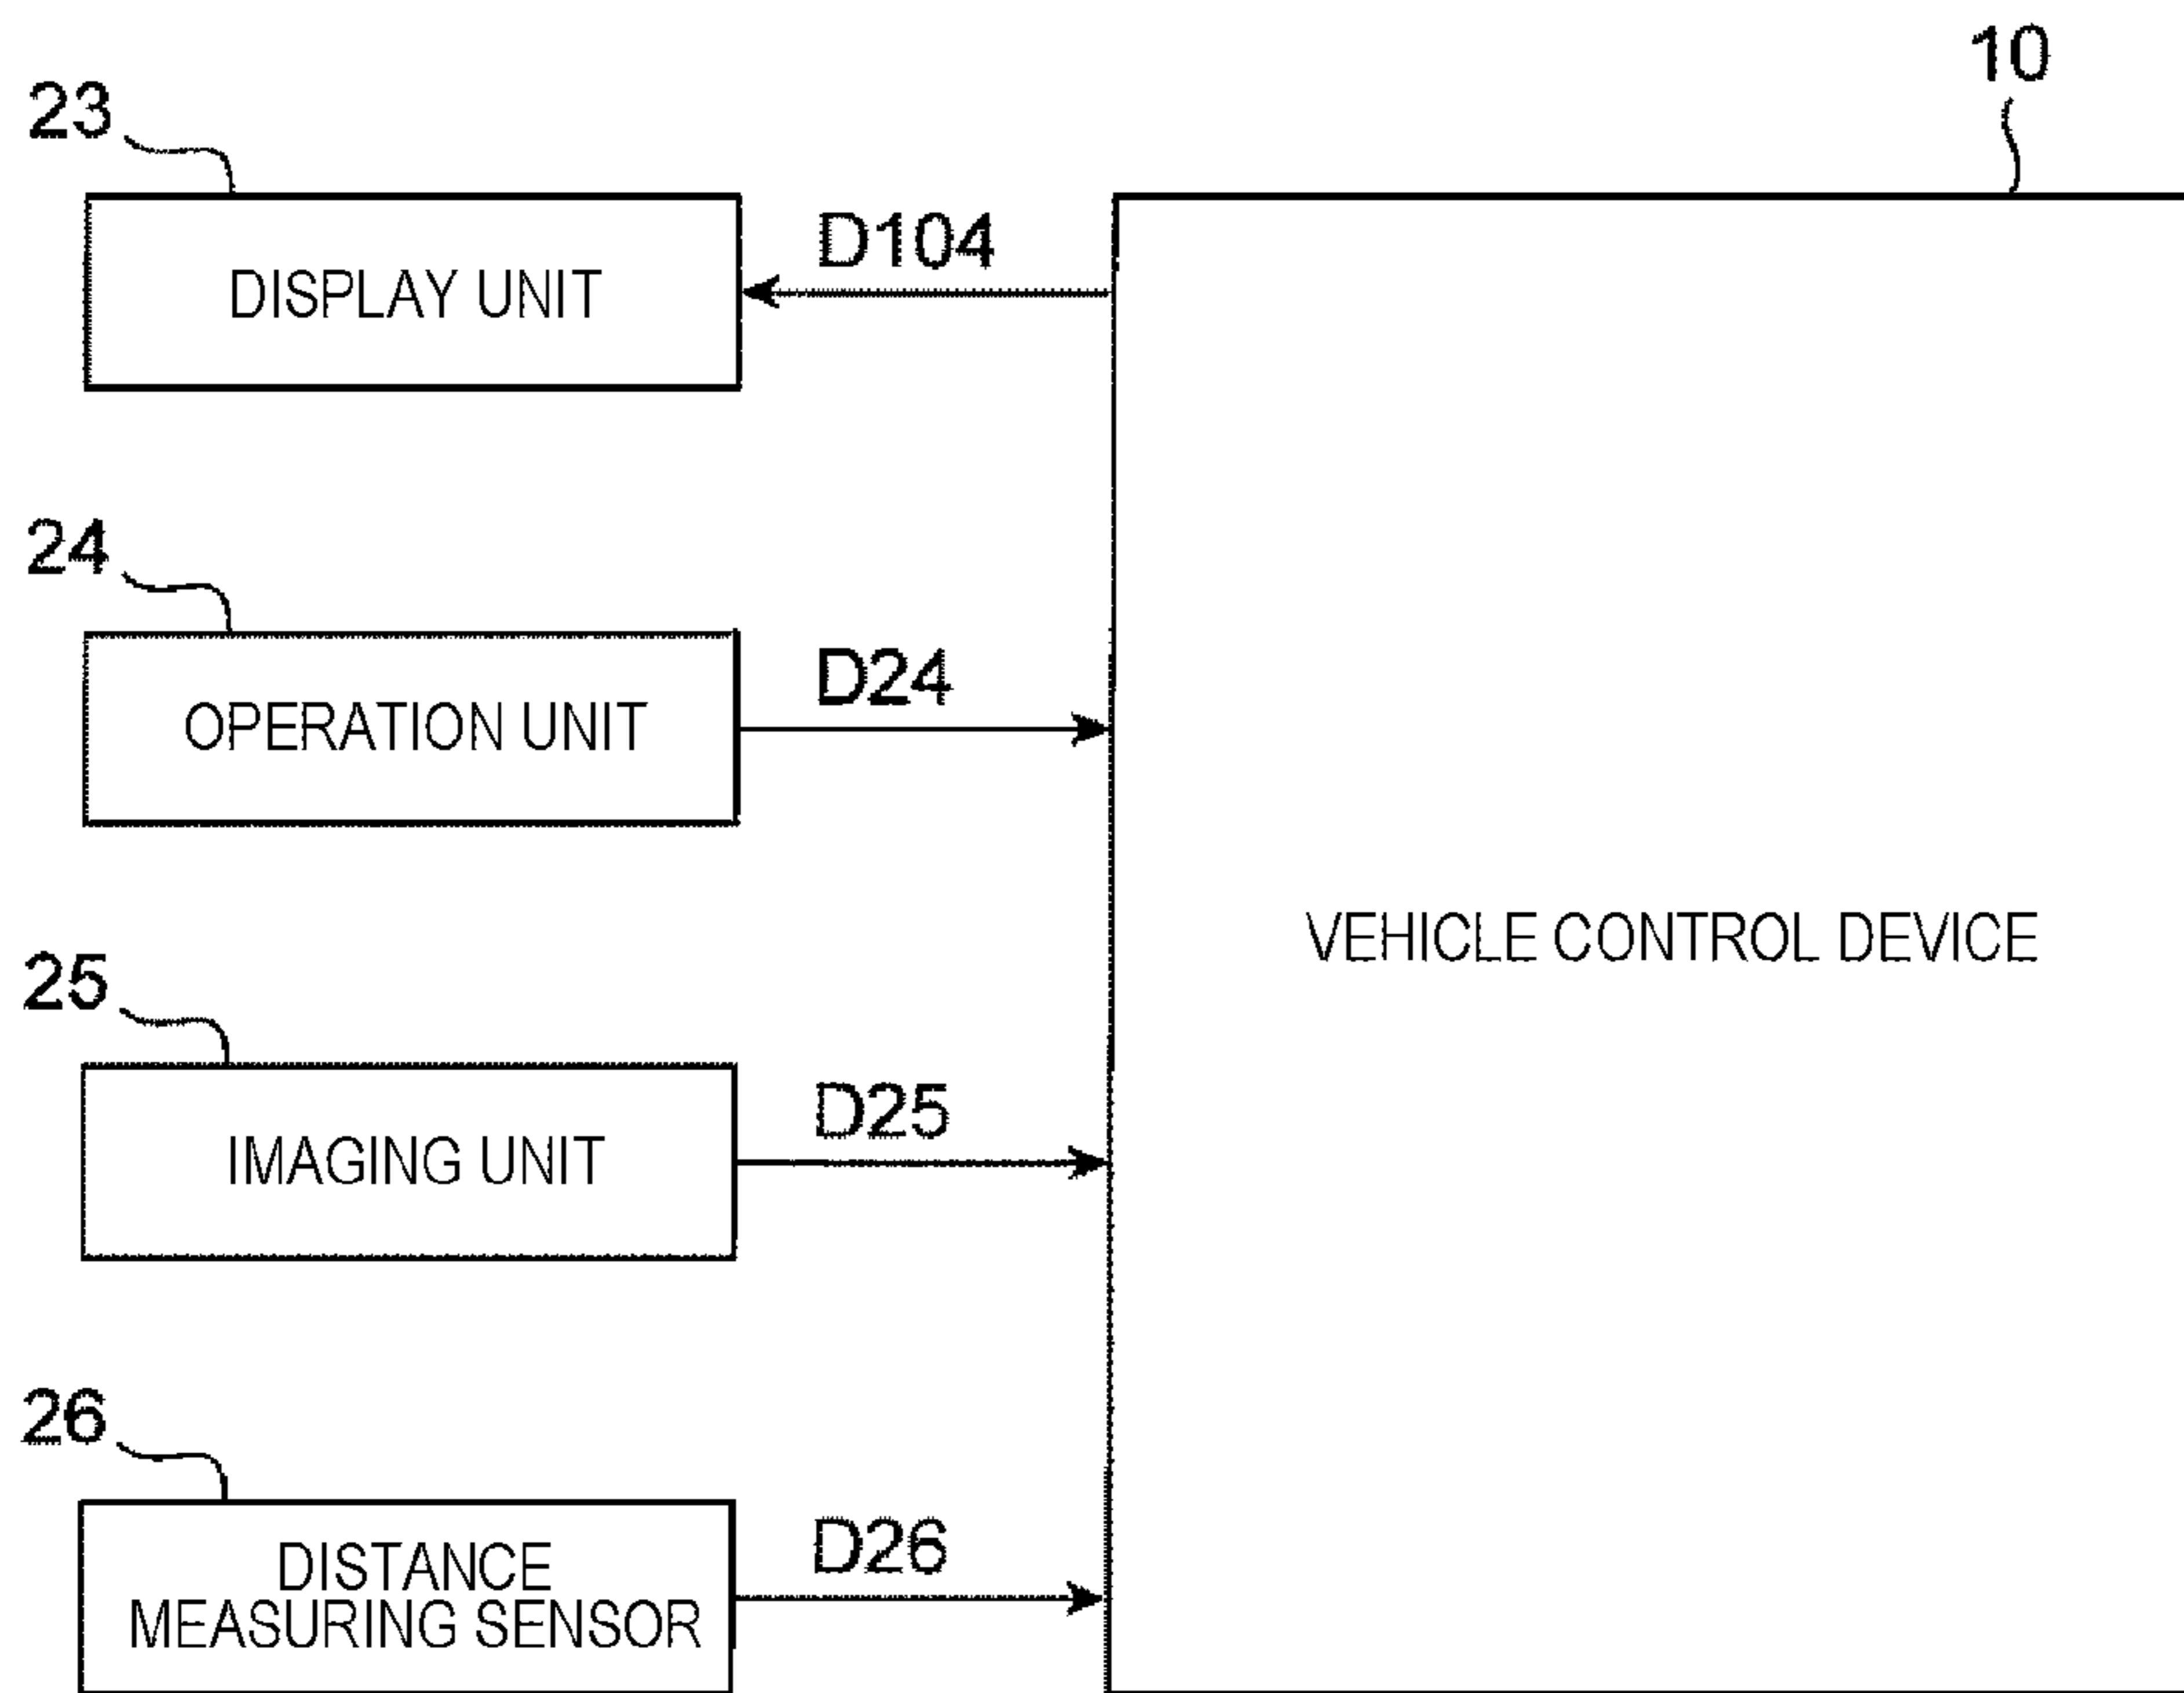 10
23
D104
DISPLAY UNIT
24
D24
OPERATION UNIT
VEHICLE CONTROL DEVICE
25
D25
IMAGING UNIT
26
D26
DISTANCE
MEASURING SENSOR